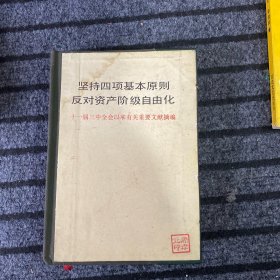 坚持四项基本原则
反对资产阶级自由化
十一届三中全会以来有关重要文献摘编